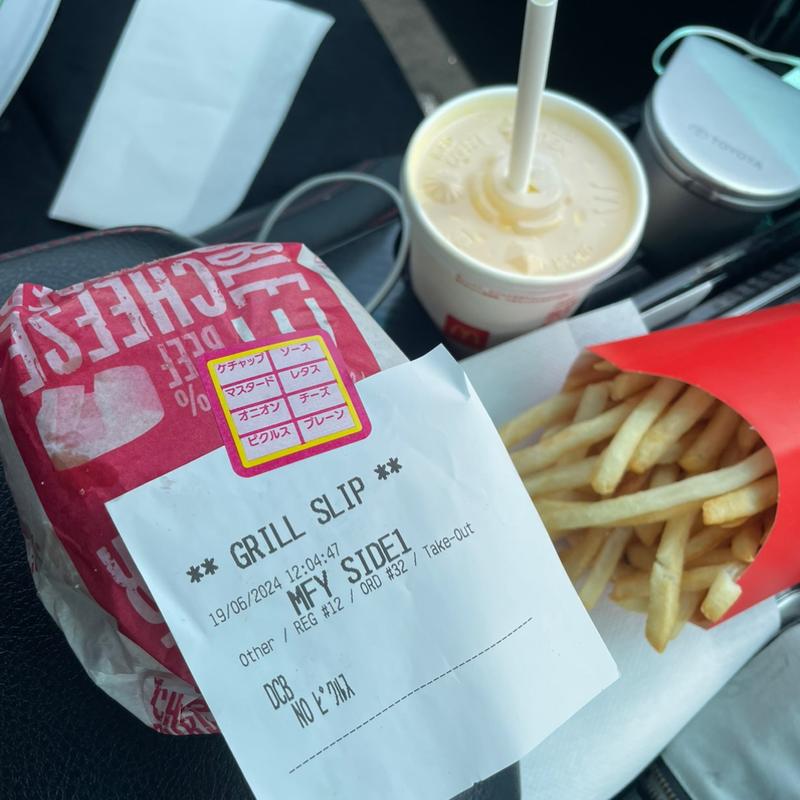 TOYOTA
CHEESE
BEEF
%
ケチャップ ソース
マスタード レタス
オニオン チーズ
ピクルス プレーン
** GRILL SLIP **
19/06/2024 12:04:47
MFY SIDE1
Other / REG #12 / ORD #32 / Take-Out
DCB
NO ﾋﾟｸﾙｽ